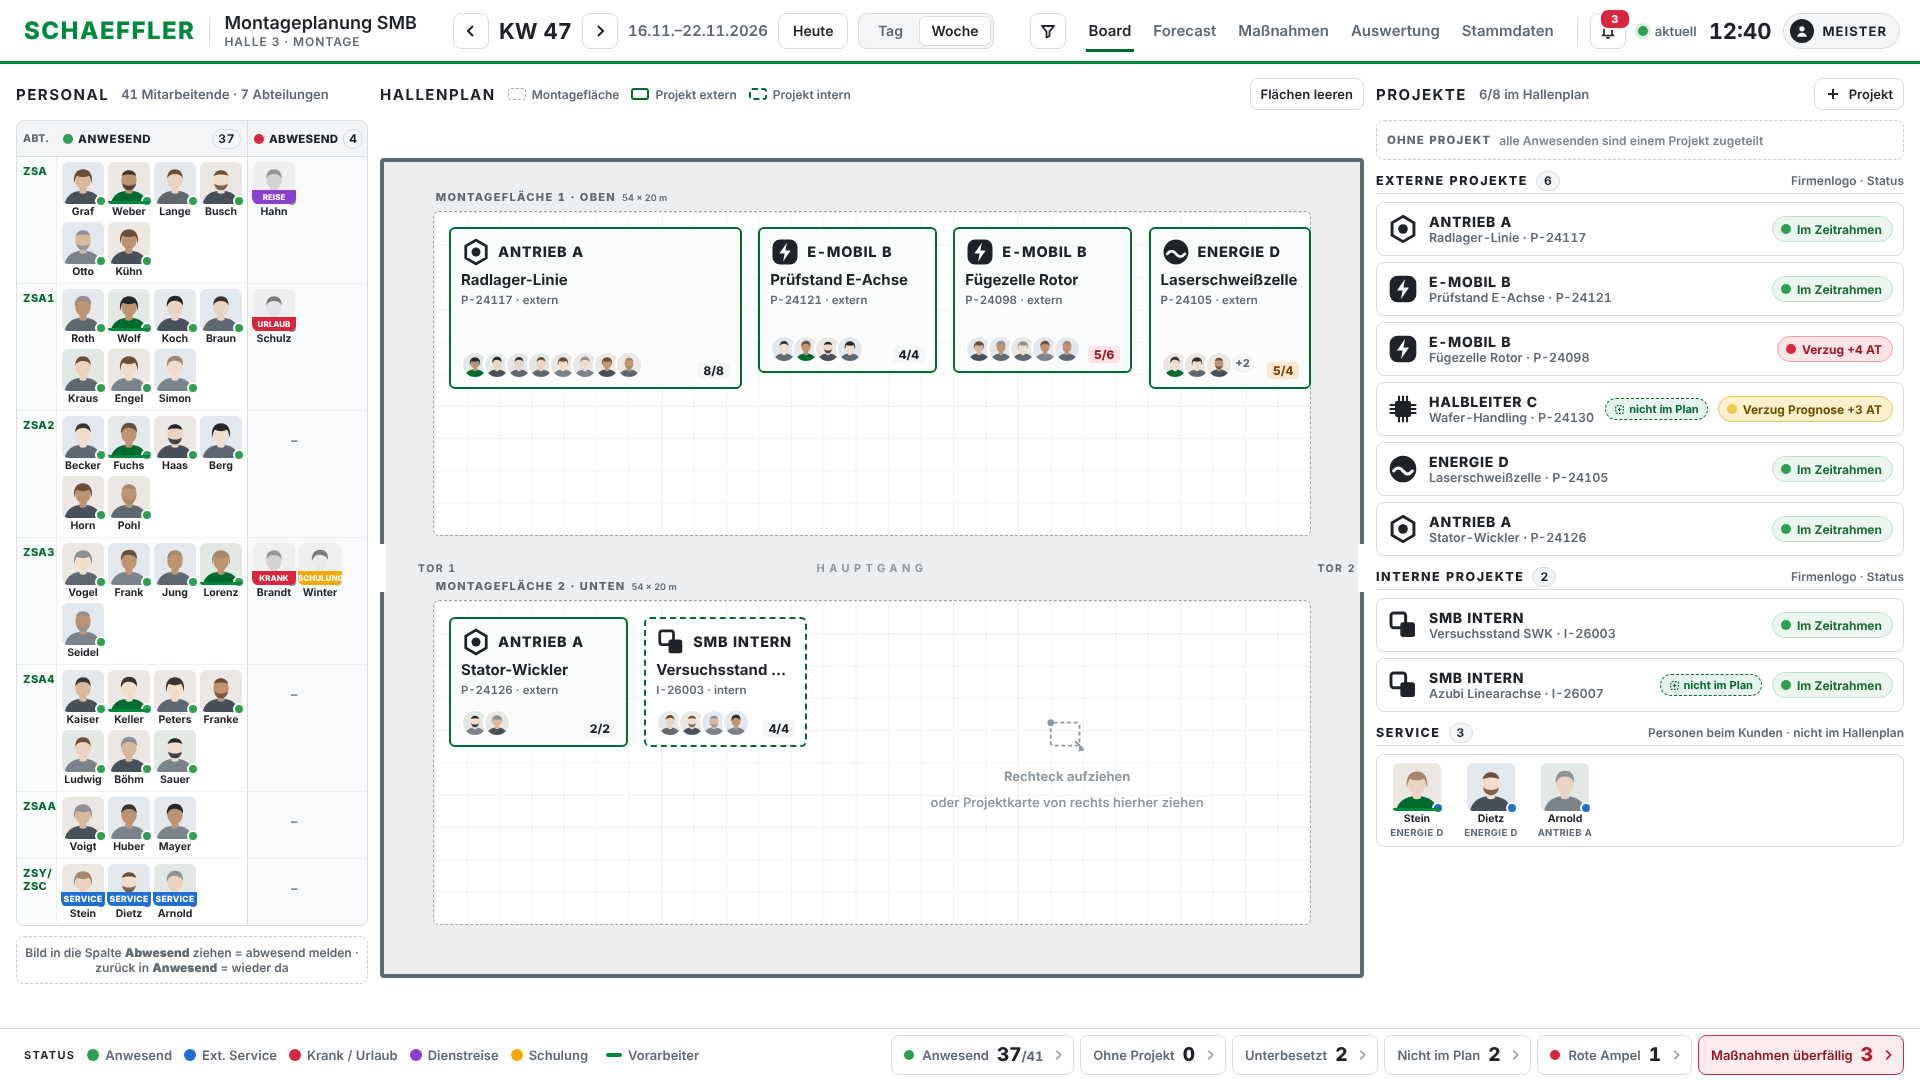 SCHAEFFLER
Montageplanung SMB
HALLE 3 · MONTAGE
KW 47
16.11.–22.11.2026
Heute
Tag
Woche
Board
Forecast
Maßnahmen
Auswertung
Stammdaten
3
aktuell
12:40
MEISTER
PERSONAL
41 Mitarbeitende · 7 Abteilungen
ABT.
ANWESEND
37
ABWESEND
4
ZSA
Graf
Weber
Lange
Busch
REISE
Hahn
Otto
Kühn
ZSA1
Roth
Wolf
Koch
Braun
URLAUB
Schulz
Kraus
Engel
Simon
ZSA2
Becker
Fuchs
Haas
Berg
–
Horn
Pohl
ZSA3
Vogel
Frank
Jung
Lorenz
KRANK
Brandt
SCHULUNG
Winter
Seidel
ZSA4
Kaiser
Keller
Peters
Franke
–
Ludwig
Böhm
Sauer
ZSAA
Voigt
Huber
Mayer
–
ZSY/
ZSC
SERVICE
SERVICE
SERVICE
Stein
Dietz
Arnold
–
Bild in die Spalte Abwesend ziehen = abwesend melden ·
zurück in Anwesend = wieder da
HALLENPLAN
Montagefläche
Projekt extern
Projekt intern
Flächen leeren
MONTAGEFLÄCHE 1 · OBEN 54 × 20 m
ANTRIEB A
Radlager-Linie
P-24117 · extern
8/8
E-MOBIL B
Prüfstand E-Achse
P-24121 · extern
4/4
E-MOBIL B
Fügezelle Rotor
P-24098 · extern
5/6
ENERGIE D
Laserschweißzelle
P-24105 · extern
+2
5/4
TOR 1
HAUPTGANG
TOR 2
MONTAGEFLÄCHE 2 · UNTEN 54 × 20 m
ANTRIEB A
Stator-Wickler
P-24126 · extern
2/2
SMB INTERN
Versuchsstand ...
I-26003 · intern
4/4
Rechteck aufziehen
oder Projektkarte von rechts hierher ziehen
PROJEKTE
6/8 im Hallenplan
+ Projekt
OHNE PROJEKT alle Anwesenden sind einem Projekt zugeteilt
EXTERNE PROJEKTE 6
Firmenlogo · Status
ANTRIEB A
Radlager-Linie · P-24117
Im Zeitrahmen
E-MOBIL B
Prüfstand E-Achse · P-24121
Im Zeitrahmen
E-MOBIL B
Fügezelle Rotor · P-24098
Verzug +4 AT
HALBLEITER C
Wafer-Handling · P-24130
nicht im Plan
Verzug Prognose +3 AT
ENERGIE D
Laserschweißzelle · P-24105
Im Zeitrahmen
ANTRIEB A
Stator-Wickler · P-24126
Im Zeitrahmen
INTERNE PROJEKTE 2
Firmenlogo · Status
SMB INTERN
Versuchsstand SWK · I-26003
Im Zeitrahmen
SMB INTERN
Azubi Linearachse · I-26007
nicht im Plan
Im Zeitrahmen
SERVICE 3
Personen beim Kunden · nicht im Hallenplan
Stein
ENERGIE D
Dietz
ENERGIE D
Arnold
ANTRIEB A
STATUS
Anwesend
Ext. Service
Krank / Urlaub
Dienstreise
Schulung
Vorarbeiter
Anwesend 37/41
Ohne Projekt 0
Unterbesetzt 2
Nicht im Plan 2
Rote Ampel 1
Maßnahmen überfällig 3